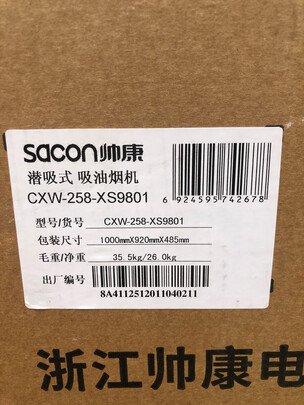 sacon帅康
潜吸式 吸油烟机
CXW-258-XS9801
6 924595 742678
型号/货号 CXW-258-XS9801
包装尺寸 1000mmX920mmX485mm
毛重/净重 35.5kg/26.0kg
出厂编号
8A4112512011040211
浙江帅康电